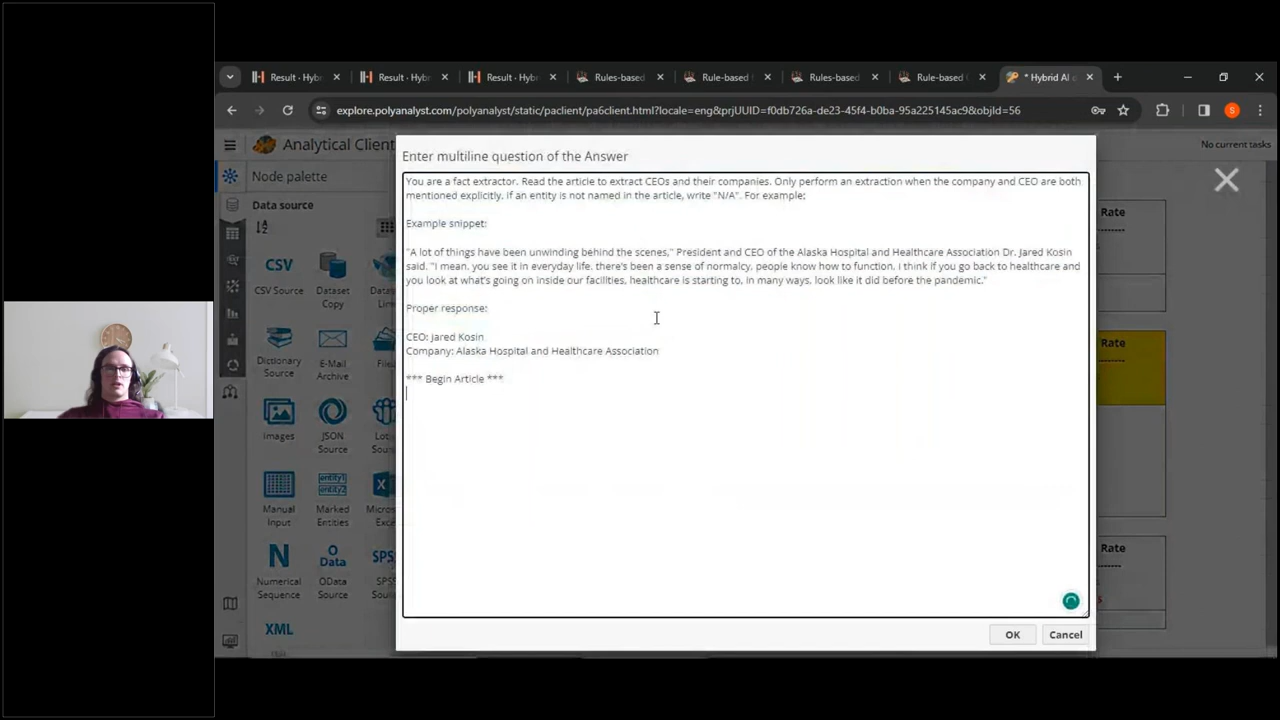 Result · Hybr
Result · Hybr
Result · Hybr
Rules-based
Rule-based
Rules-based
Rule-based
* Hybrid AI
explore.polyanalyst.com/polyanalyst/static/paclient/pa6client.html?locale=eng&prjUUID=f0db726a-de23-45f4-b0ba-95a225145ac9&objId=56
S
Analytical Client
No current tasks
Node palette
Data source
CSV Source
Dataset Copy
Dictionary Source
E-Mail Archive
Images
JSON Source
Manual Input
Marked Entities
Numerical Sequence
OData Source
XML
Enter multiline question of the Answer
You are a fact extractor. Read the article to extract CEOs and their companies. Only perform an extraction when the company and CEO are both
mentioned explicitly. If an entity is not named in the article, write "N/A". For example:
Example snippet:
"A lot of things have been unwinding behind the scenes," President and CEO of the Alaska Hospital and Healthcare Association Dr. Jared Kosin
said. "I mean, you see it in everyday life, there's been a sense of normalcy, people know how to function. I think if you go back to healthcare and
you look at what's going on inside our facilities, healthcare is starting to, in many ways, look like it did before the pandemic."
Proper response:
CEO: Jared Kosin
Company: Alaska Hospital and Healthcare Association
*** Begin Article ***
OK
Cancel
Rate
Rate
Rate